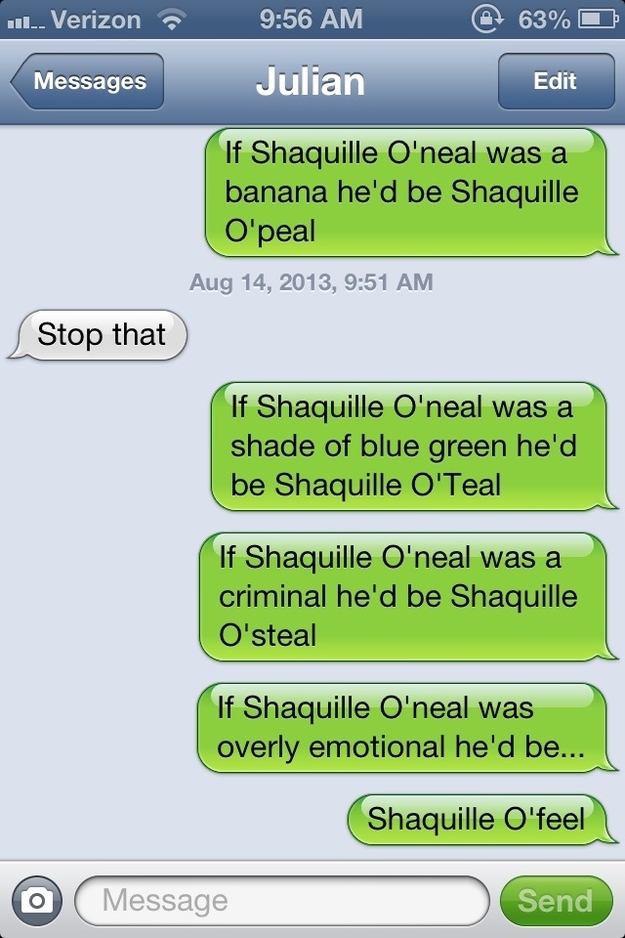 Verizon 9:56 AM 63%
Messages Julian Edit
If Shaquille O'neal was a
banana he'd be Shaquille
O'peal
Aug 14, 2013, 9:51 AM
Stop that
If Shaquille O'neal was a
shade of blue green he'd
be Shaquille O'Teal
If Shaquille O'neal was a
criminal he'd be Shaquille
O'steal
If Shaquille O'neal was
overly emotional he'd be...
Shaquille O'feel
Message Send